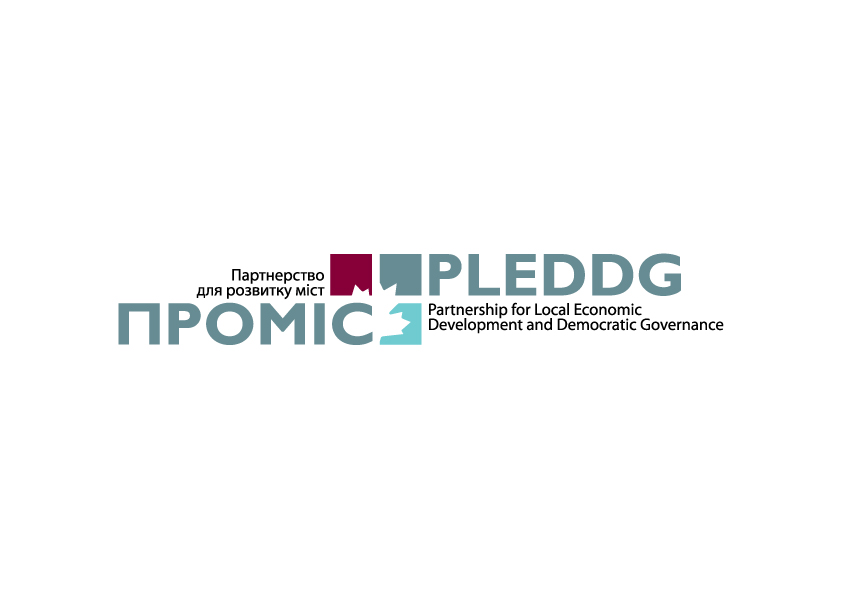 Партнерство
для розвитку міст
ПРОМІС
PLEDDG
Partnership for Local Economic
Development and Democratic Governance